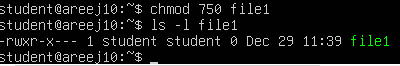 student@areej10:~$ chmod 750 file1
student@areej10:~$ ls -l file1
-rwxr-x--- 1 student student 0 Dec 29 11:39 file1
student@areej10:~$ _